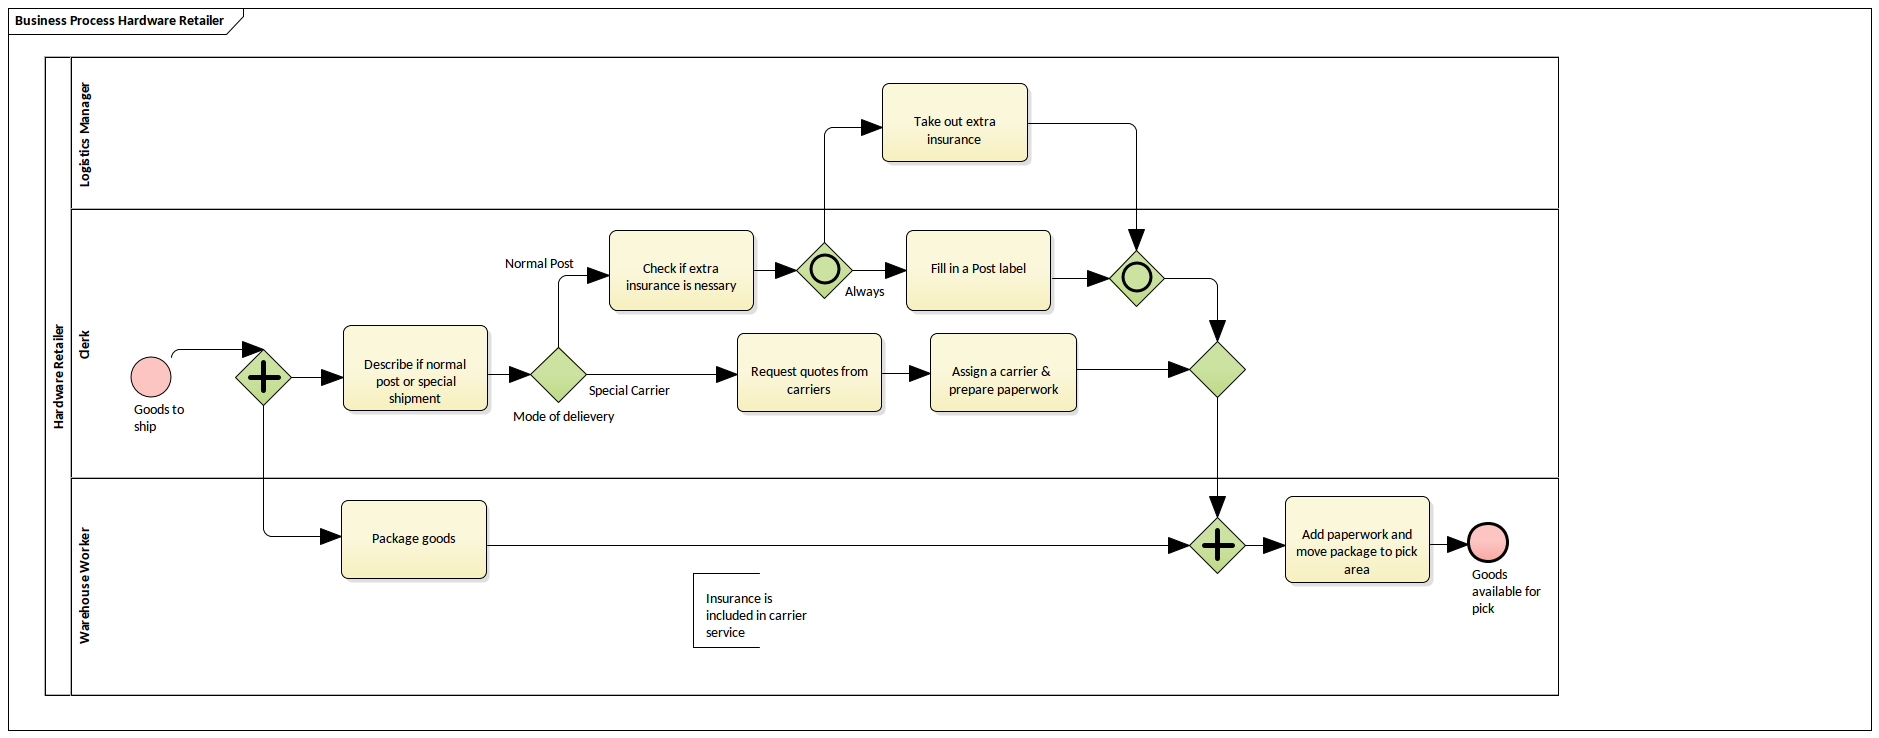 Business Process Hardware Retailer
Hardware Retailer
Logistics Manager
Take out extra
insurance
Clerk
Normal Post
Check if extra
insurance is nessary
Always
Fill in a Post label
Goods to
ship
Describe if normal
post or special
shipment
Mode of delievery
Special Carrier
Request quotes from
carriers
Assign a carrier &
prepare paperwork
Warehouse Worker
Package goods
Insurance is
included in carrier
service
Add paperwork and
move package to pick
area
Goods
available for
pick